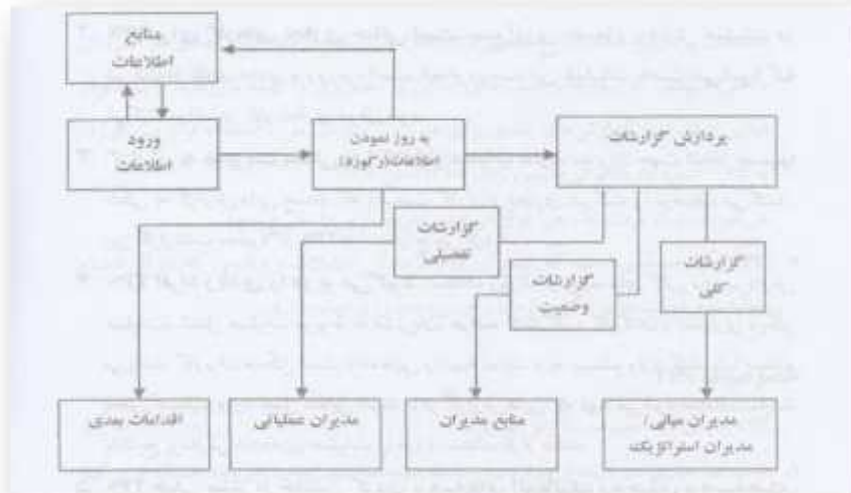 منابع
اطلاعات
ورود
اطلاعات
به روز نمودن
اطلاعات(رکورد)
پردازش گزارشات
گزارشات
تفصیلی
گزارشات
وضعیت
گزارشات
کلی
اقدامات بعدی
مدیران عملیاتی
منابع مدیران
مدیران میانی/
مدیران استراتژیک